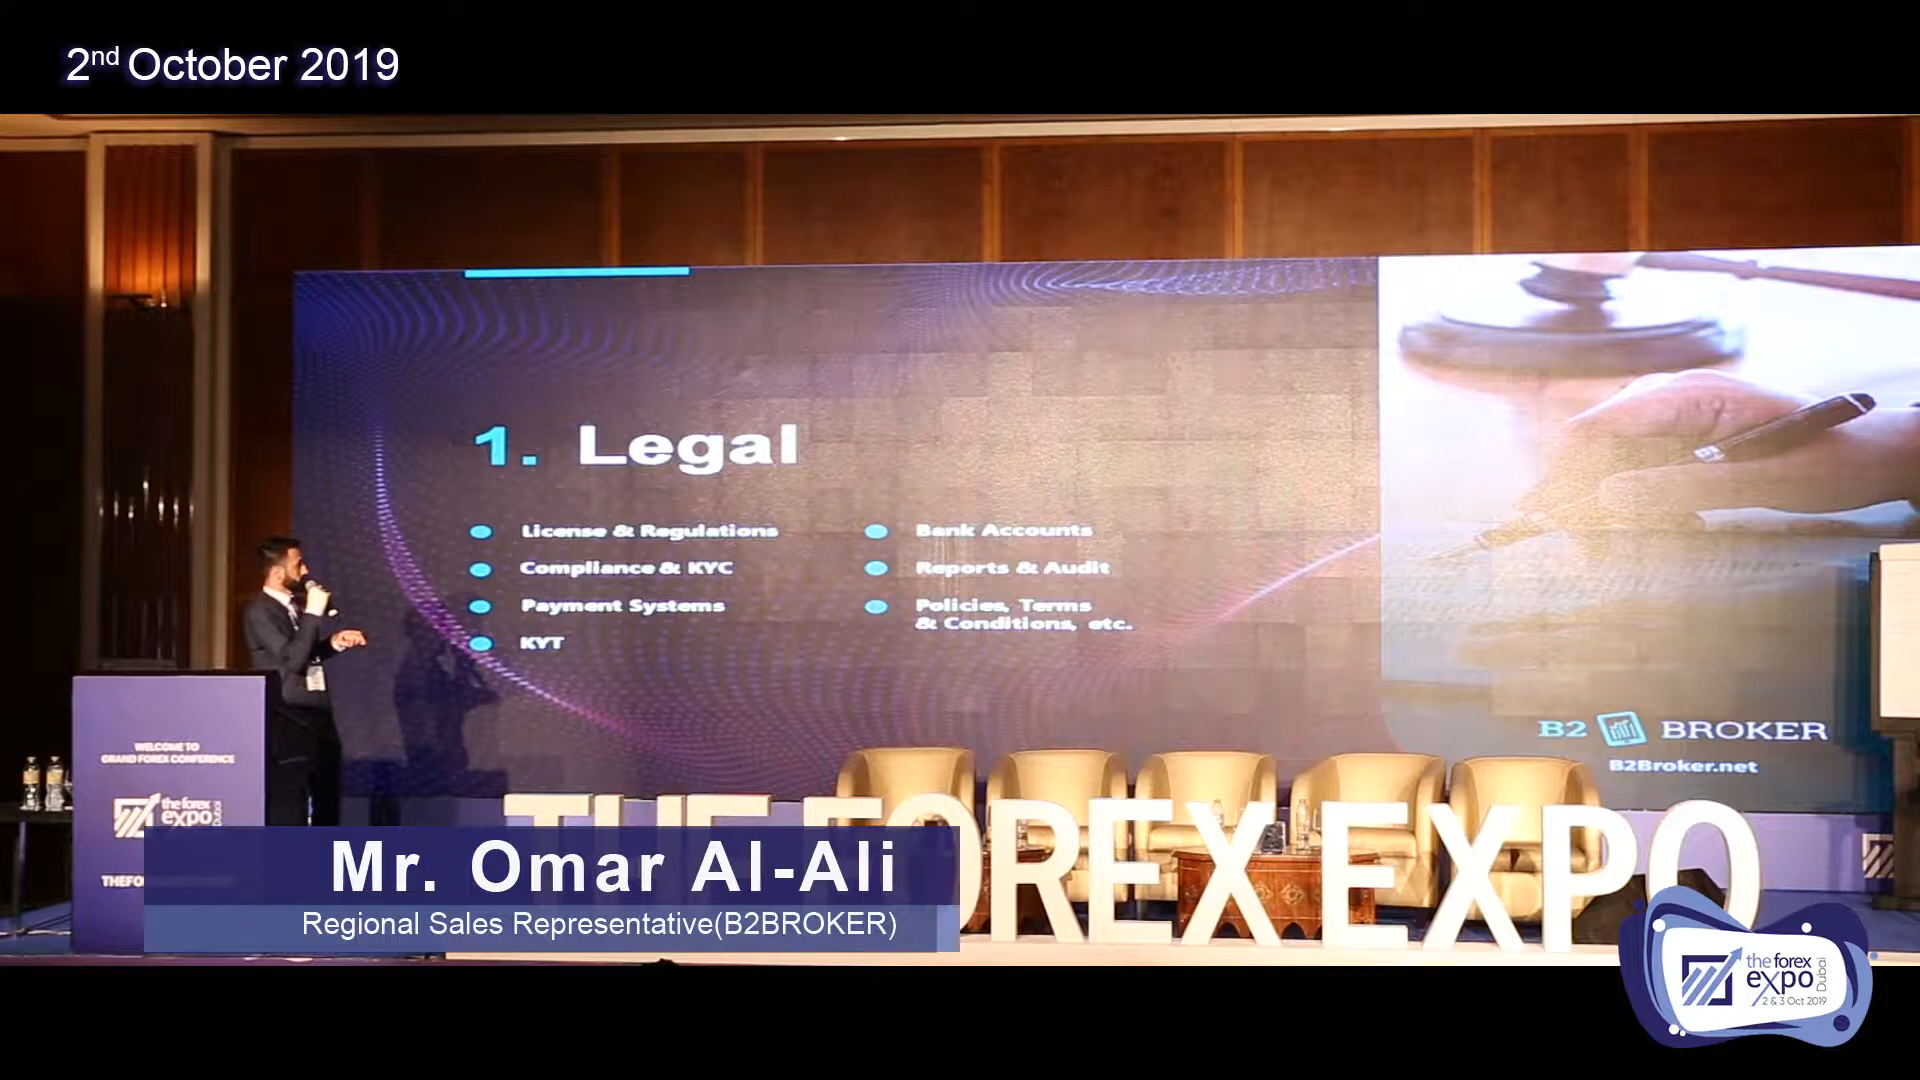 2nd October 2019
1. Legal
License & Regulations
Compliance & KYC
Payment Systems
KYT
Bank Accounts
Reports & Audit
Policies, Terms
& Conditions, etc.
B2 BROKER
B2Broker.net
WELCOME TO
GRAND FOREX CONFERENCE
the forex
expo
Dubai
THEFO
THE FOREX EXPO
Mr. Omar Al-Ali
Regional Sales Representative(B2BROKER)
the forex
expo
Dubai
2 & 3 Oct 2019